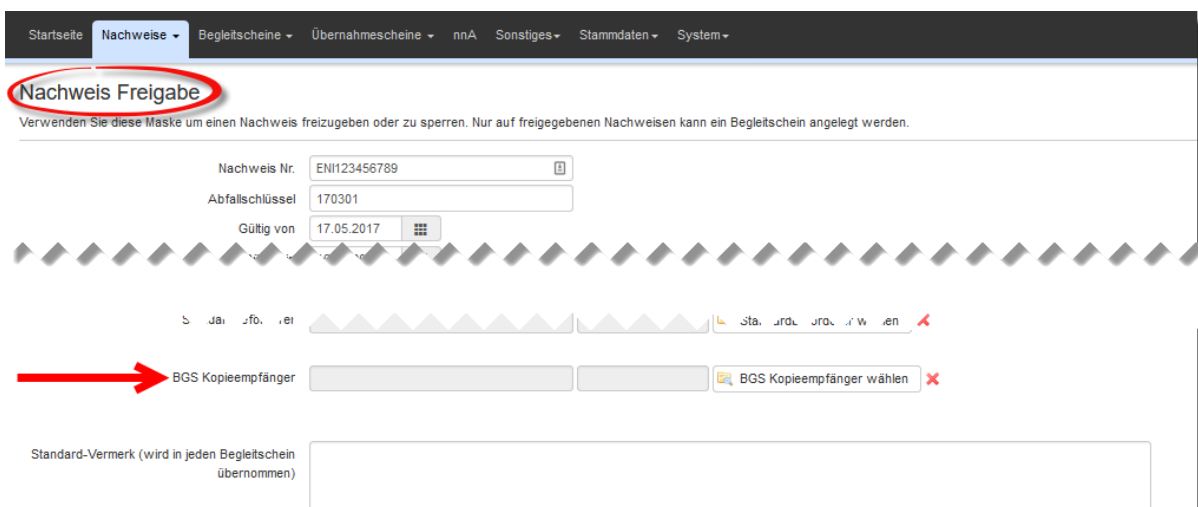 Startseite Nachweise Begleitscheine Übernahmescheine nnA Sonstiges Stammdaten System
Nachweis Freigabe
Verwenden Sie diese Maske um einen Nachweis freizugeben oder zu sperren. Nur auf freigegebenen Nachweisen kann ein Begleitschein angelegt werden.
Nachweis Nr. ENI123456789
Abfallschlüssel 170301
Gültig von 17.05.2017
BGS Kopieempfänger BGS Kopieempfänger wählen
Standard-Vermerk (wird in jeden Begleitschein
übernommen)